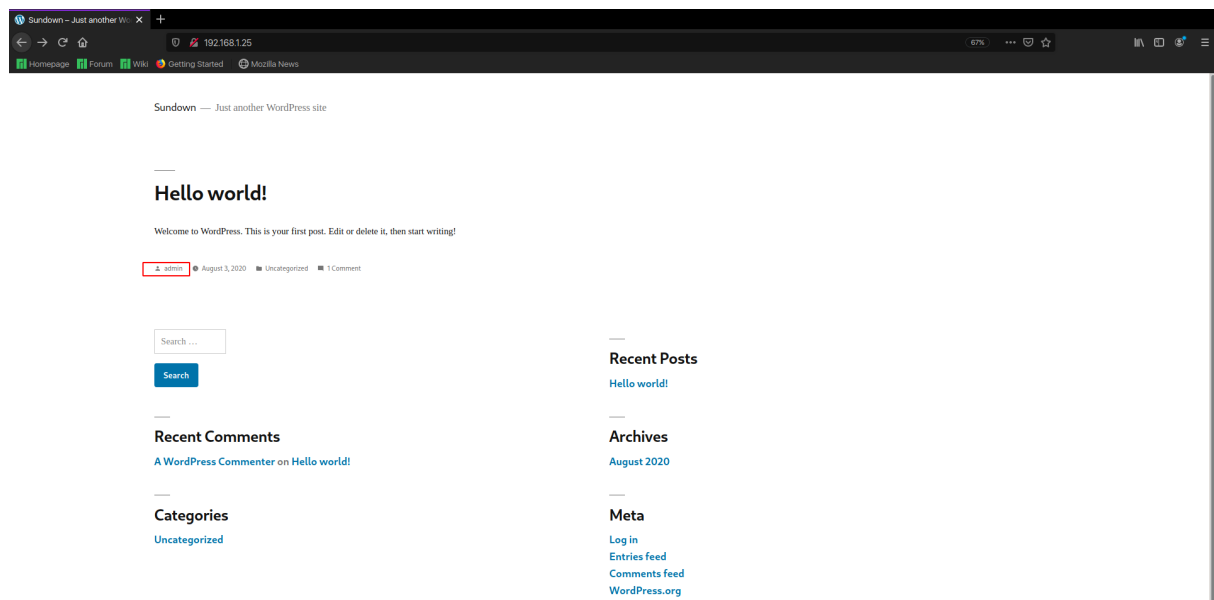 Sundown – Just another Wo
192.168.1.25
67%
Homepage Forum Wiki Getting Started Mozilla News
Sundown — Just another WordPress site
Hello world!
Welcome to WordPress. This is your first post. Edit or delete it, then start writing!
admin August 3, 2020 Uncategorized 1 Comment
Search …
Search
Recent Posts
Hello world!
Recent Comments
A WordPress Commenter on Hello world!
Archives
August 2020
Categories
Uncategorized
Meta
Log in
Entries feed
Comments feed
WordPress.org